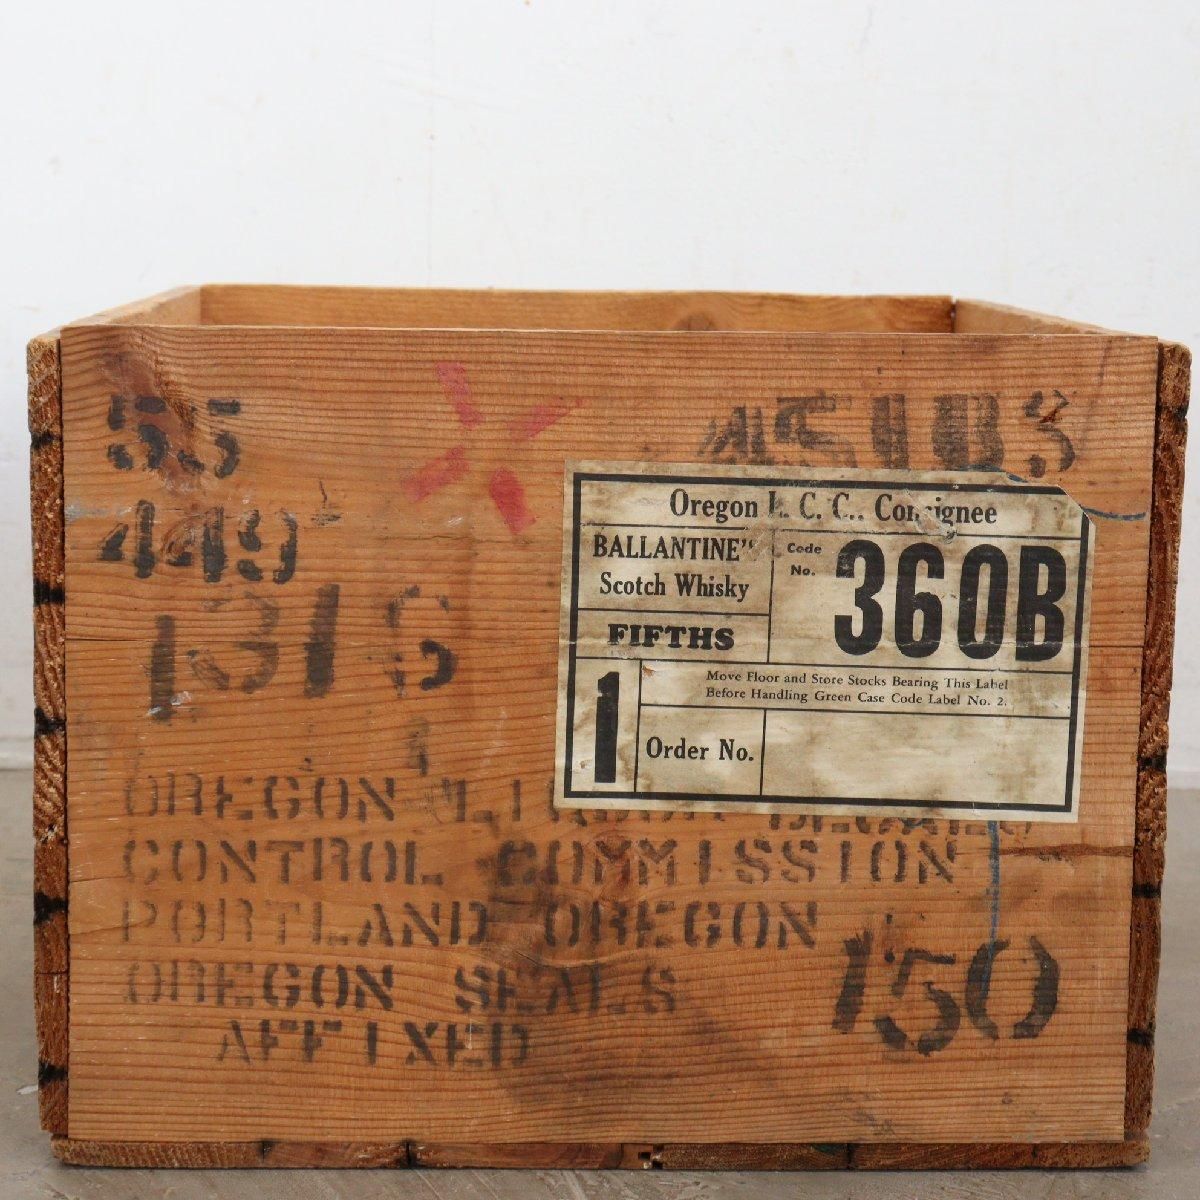 55
45183
449
1316
Oregon L. C. C., Consignee
BALLANTINE'S
Scotch Whisky
FIFTHS
Code
No.
360B
1
Move Floor and Store Stocks Bearing This Label
Before Handling Green Case Code Label No. 2.
Order No.
OREGON LIQUOR
CONTROL COMMISSION
PORTLAND OREGON
OREGON SEALS
AFFIXED
150